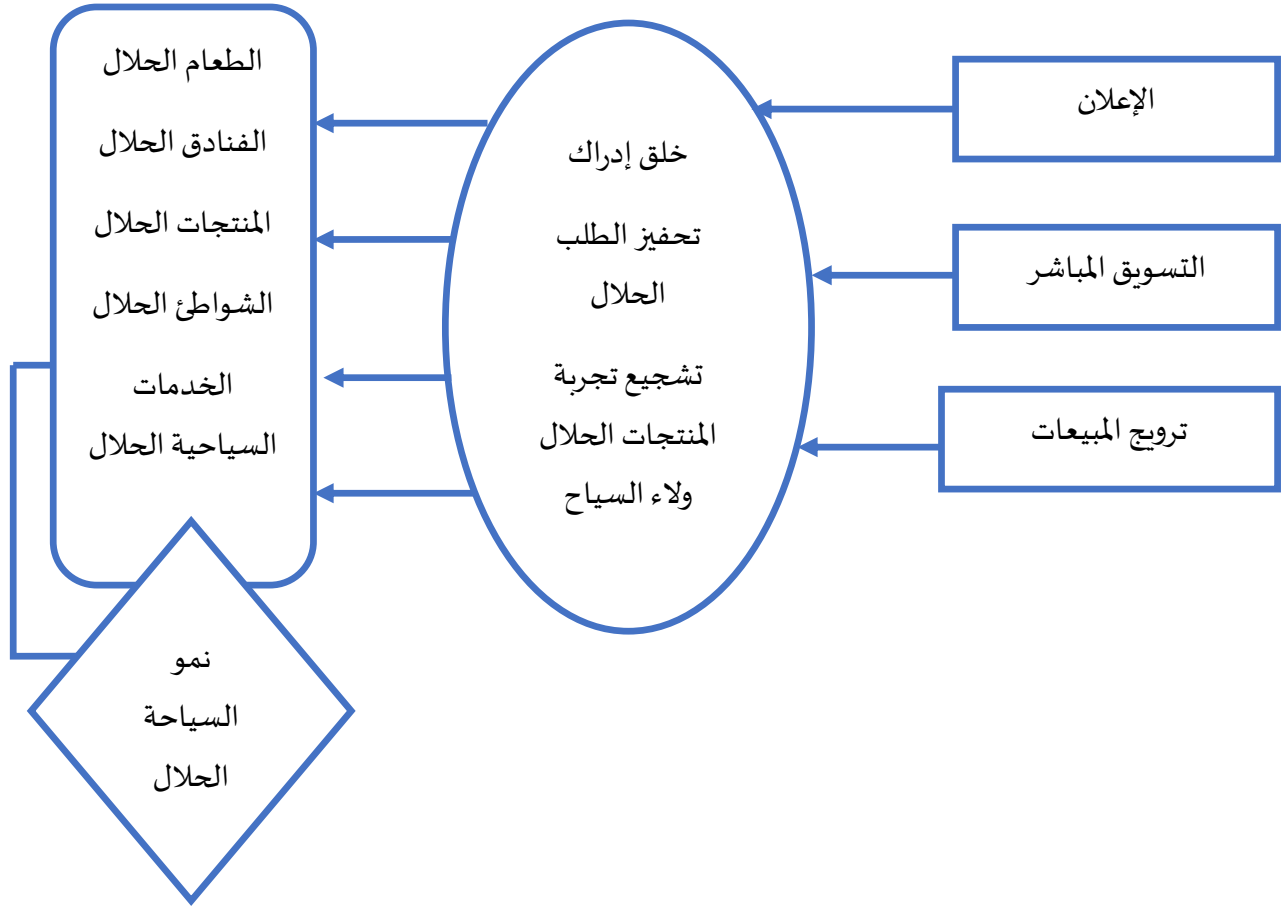 الإعلان
التسويق المباشر
ترويج المبيعات
خلق إدراك
تحفيز الطلب
الحلال
تشجيع تجربة
المنتجات الحلال
ولاء السياح
الطعام الحلال
الفنادق الحلال
المنتجات الحلال
الشواطئ الحلال
الخدمات
السياحية الحلال
نمو
السياحة
الحلال